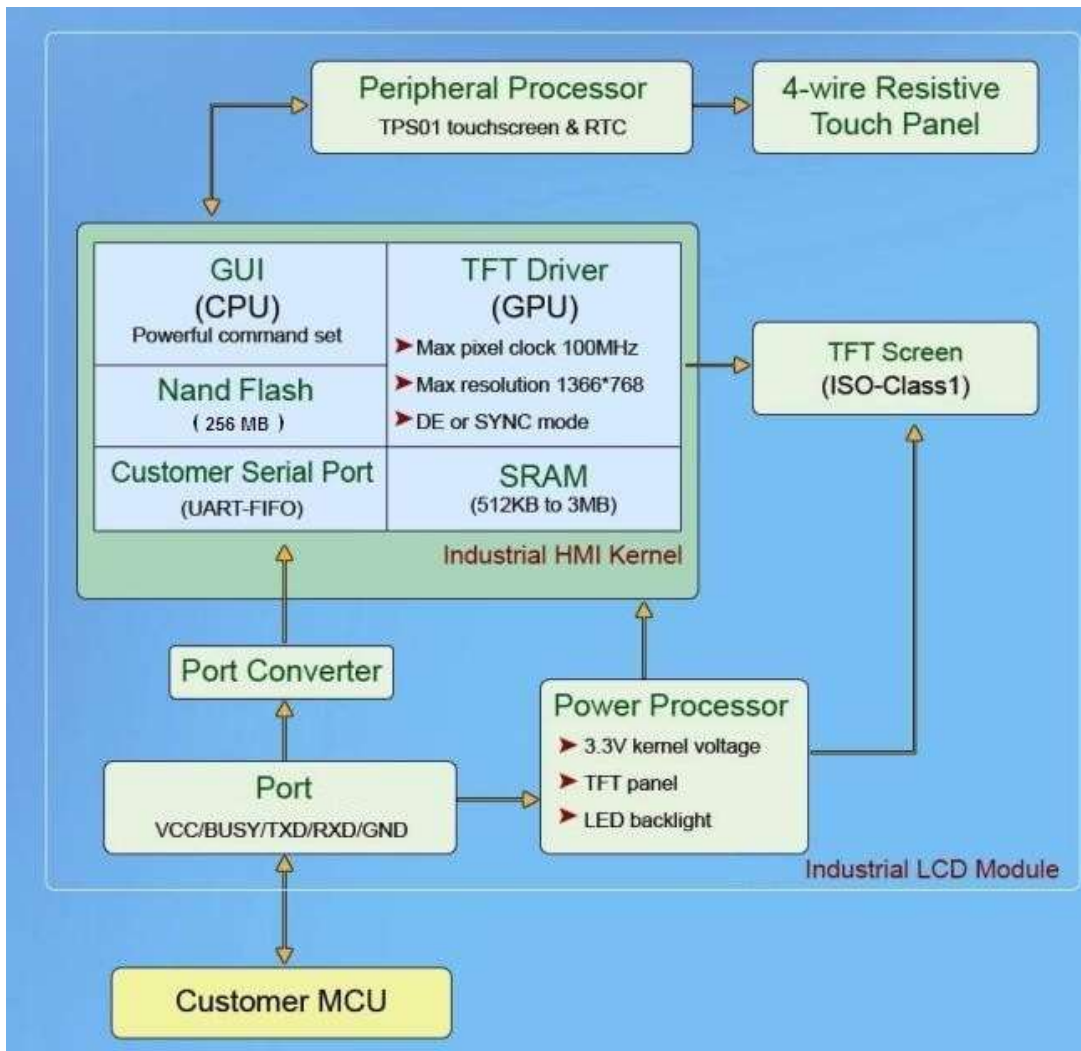 Peripheral Processor
TPS01 touchscreen & RTC
4-wire Resistive
Touch Panel
GUI
(CPU)
Powerful command set
TFT Driver
(GPU)
Max pixel clock 100MHz
Max resolution 1366*768
DE or SYNC mode
Nand Flash
( 256 MB )
Customer Serial Port
(UART-FIFO)
SRAM
(512KB to 3MB)
Industrial HMI Kernel
TFT Screen
(ISO-Class1)
Port Converter
Power Processor
3.3V kernel voltage
TFT panel
LED backlight
Port
VCC/BUSY/TXD/RXD/GND
Industrial LCD Module
Customer MCU